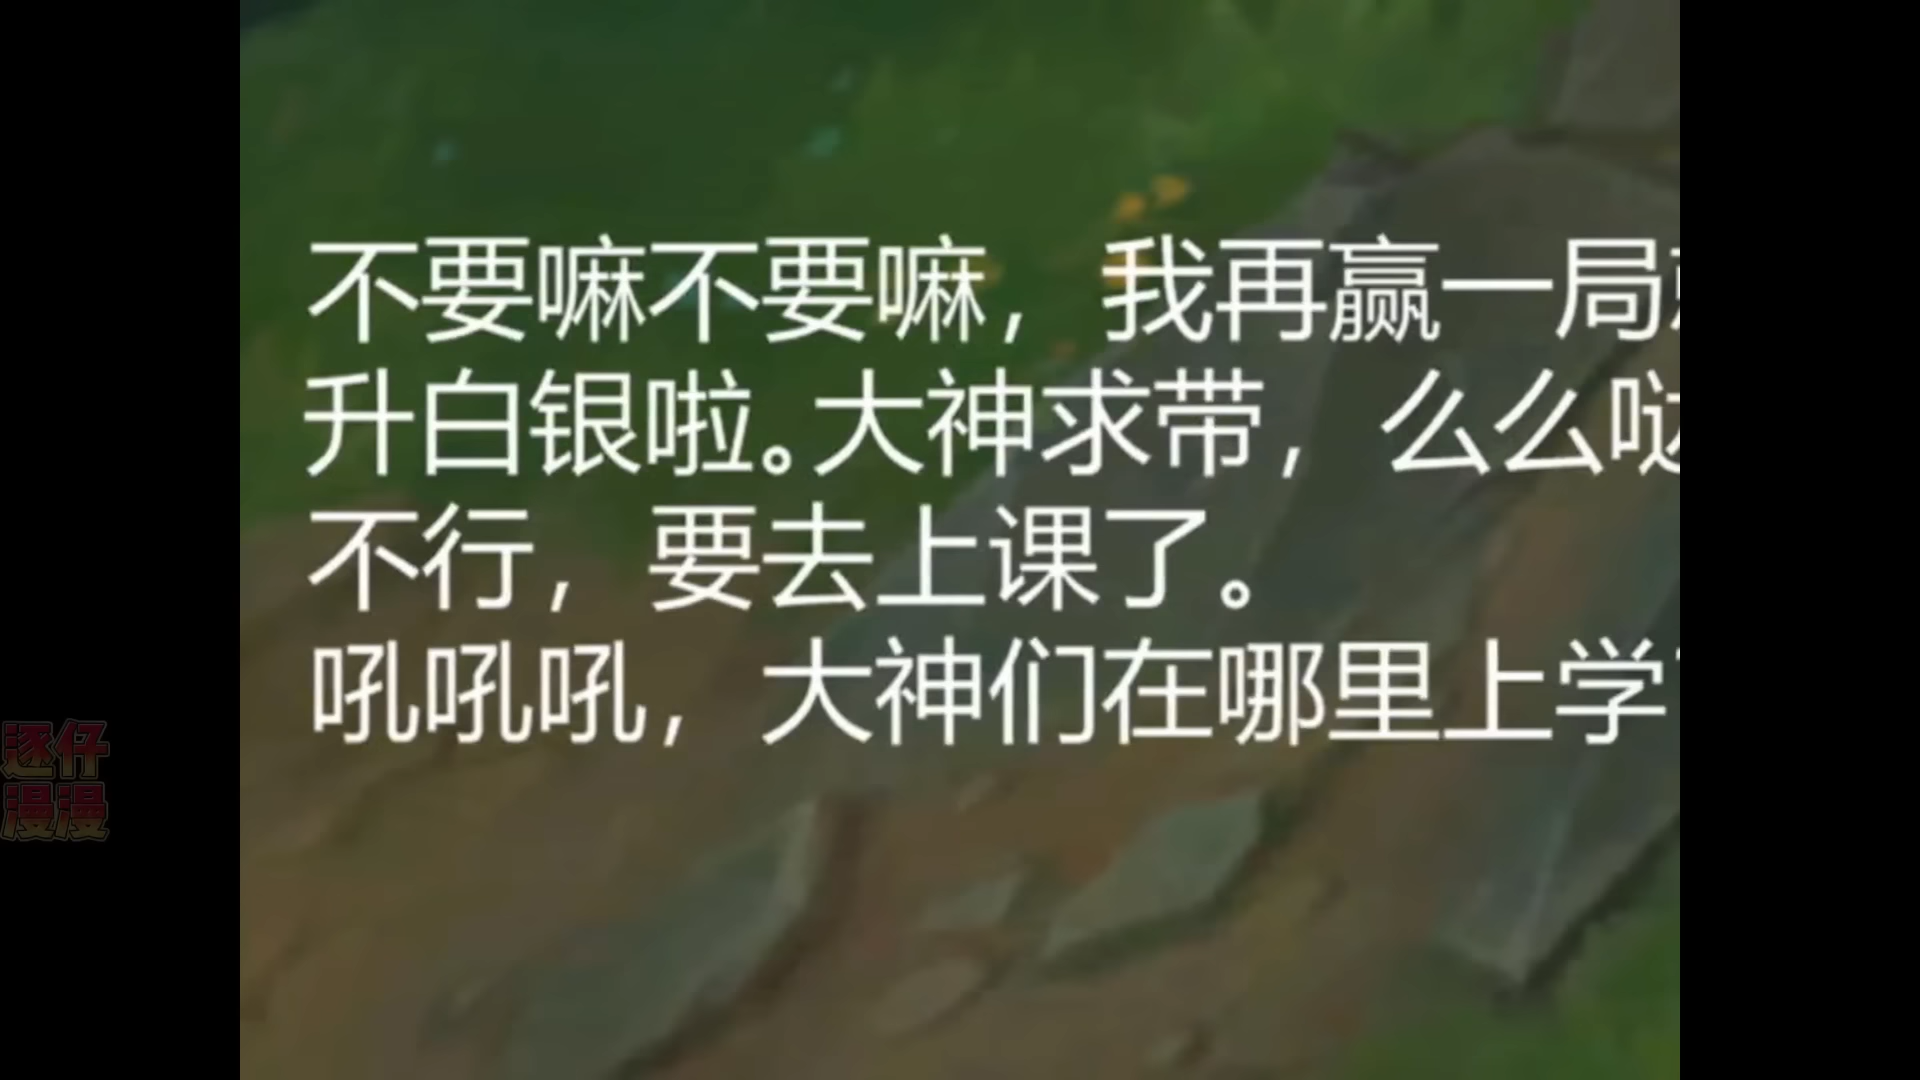 不要嘛不要嘛，我再赢一局
升白银啦。大神求带，么么哒
不行，要去上课了。
吼吼吼，大神们在哪里上学
逐仔
漫漫